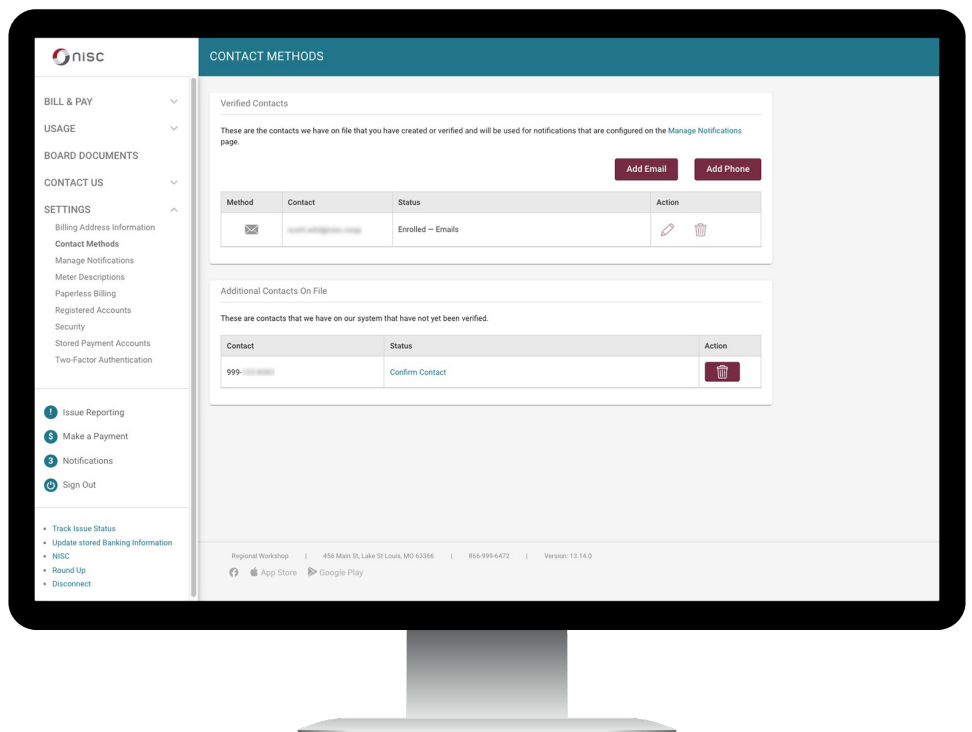 nisc
CONTACT METHODS
BILL & PAY
USAGE
BOARD DOCUMENTS
CONTACT US
SETTINGS
Billing Address Information
Contact Methods
Manage Notifications
Meter Descriptions
Paperless Billing
Registered Accounts
Security
Stored Payment Accounts
Two-Factor Authentication
! Issue Reporting
$ Make a Payment
3 Notifications
Sign Out
• Track Issue Status
• Update stored Banking Information
• NISC
• Round Up
• Disconnect
Verified Contacts
These are the contacts we have on file that you have created or verified and will be used for notifications that are configured on the Manage Notifications
page.
Add Email Add Phone
Method Contact Status Action
Enrolled — Emails
Additional Contacts On File
These are contacts that we have on our system that have not yet been verified.
Contact Status Action
999- Confirm Contact
Regional Workshop | 456 Main St, Lake St Louis, MO 63366 | 866-999-6472 | Version: 13.14.0
App Store Google Play